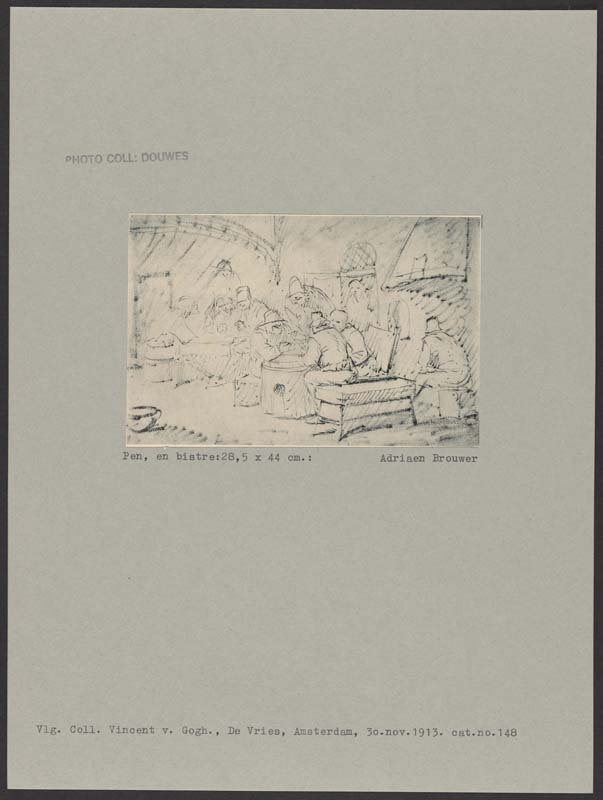 PHOTO COLL: DOUWES
Pen, en bistre:28,5 x 44 cm.: Adriaen Brouwer
Vlg. Coll. Vincent v. Gogh., De Vries, Amsterdam, 3o.nov.1913. cat.no.148